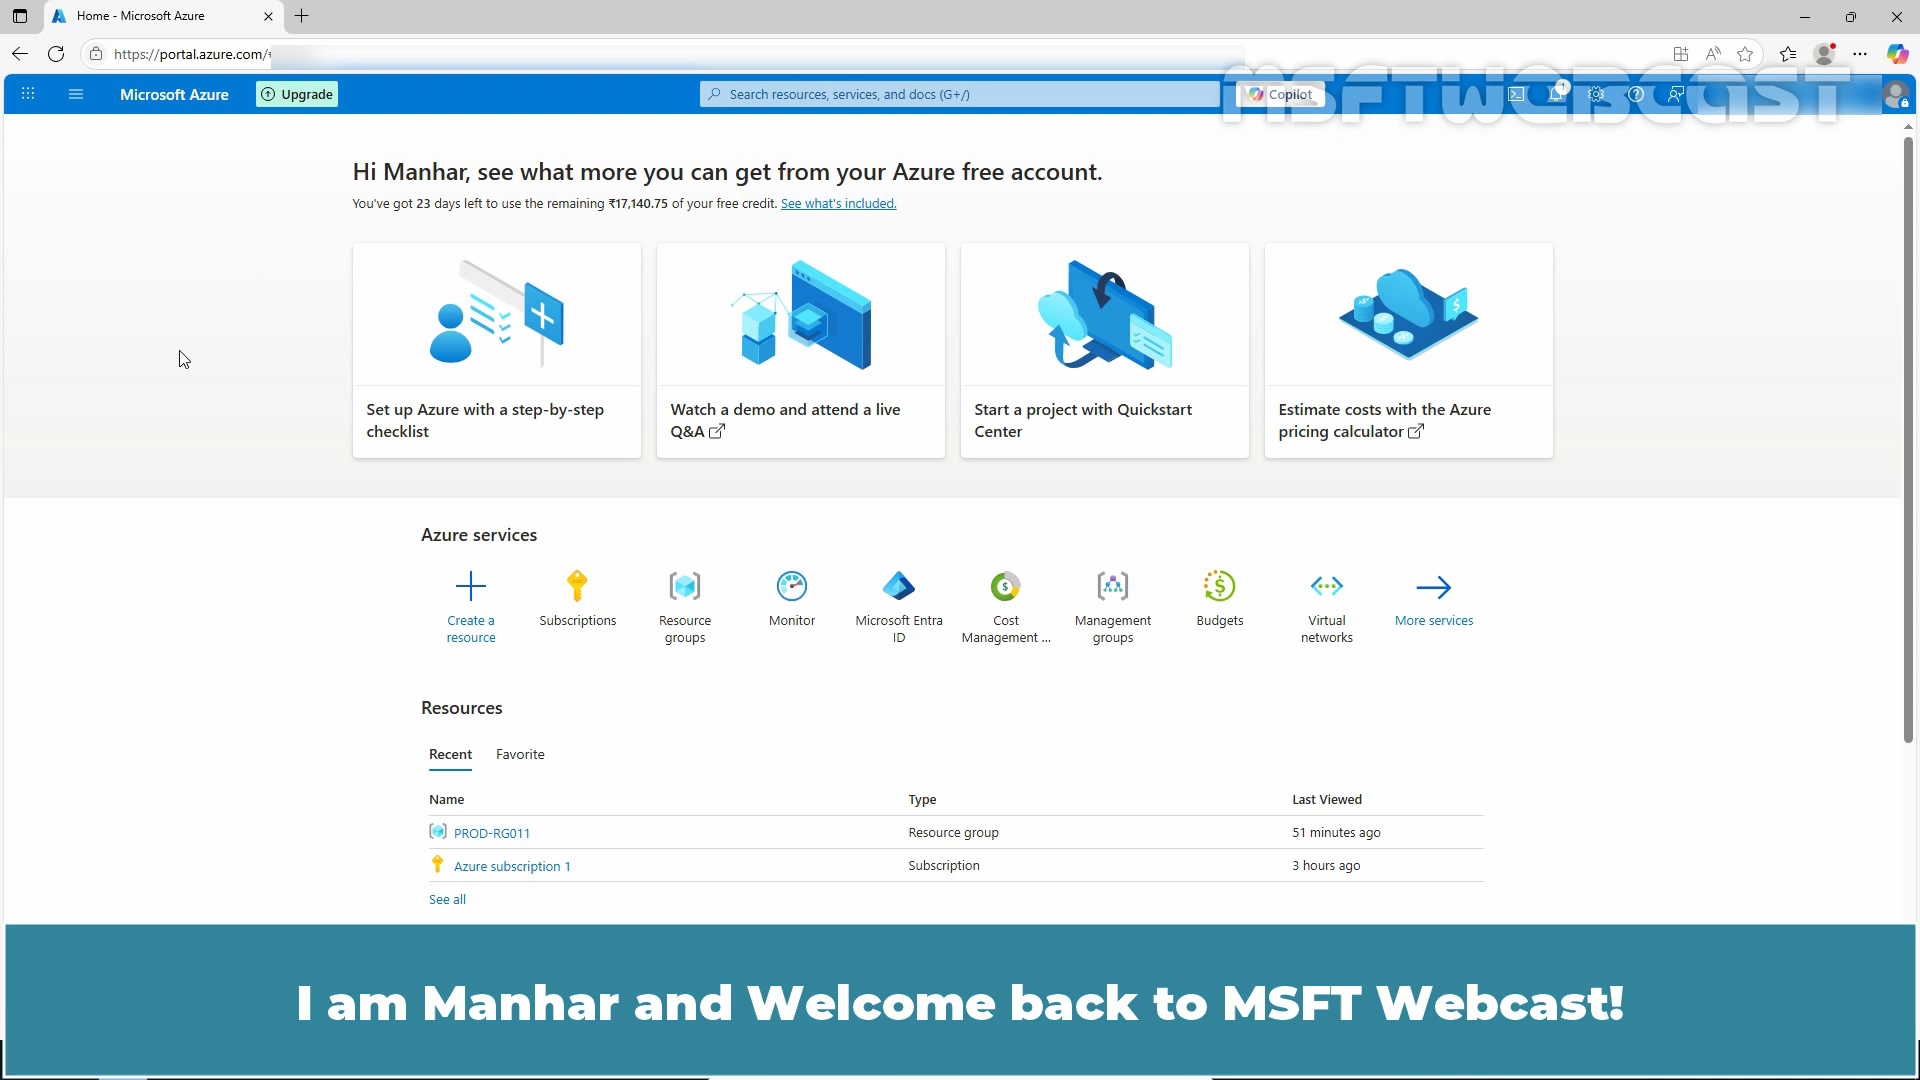 Home - Microsoft Azure
https://portal.azure.com/
Microsoft Azure
Upgrade
Search resources, services, and docs (G+/)
Copilot
1
MSFTWEBCAST
Hi Manhar, see what more you can get from your Azure free account.
You've got 23 days left to use the remaining ₹17,140.75 of your free credit. See what's included.
Set up Azure with a step-by-step
checklist
Watch a demo and attend a live
Q&A
Start a project with Quickstart
Center
Estimate costs with the Azure
pricing calculator
Azure services
Create a
resource
Subscriptions
Resource
groups
Monitor
Microsoft Entra
ID
Cost
Management ...
Management
groups
Budgets
Virtual
networks
More services
Resources
Recent
Favorite
Name
Type
Last Viewed
PROD-RG011
Resource group
51 minutes ago
Azure subscription 1
Subscription
3 hours ago
See all
I am Manhar and Welcome back to MSFT Webcast!